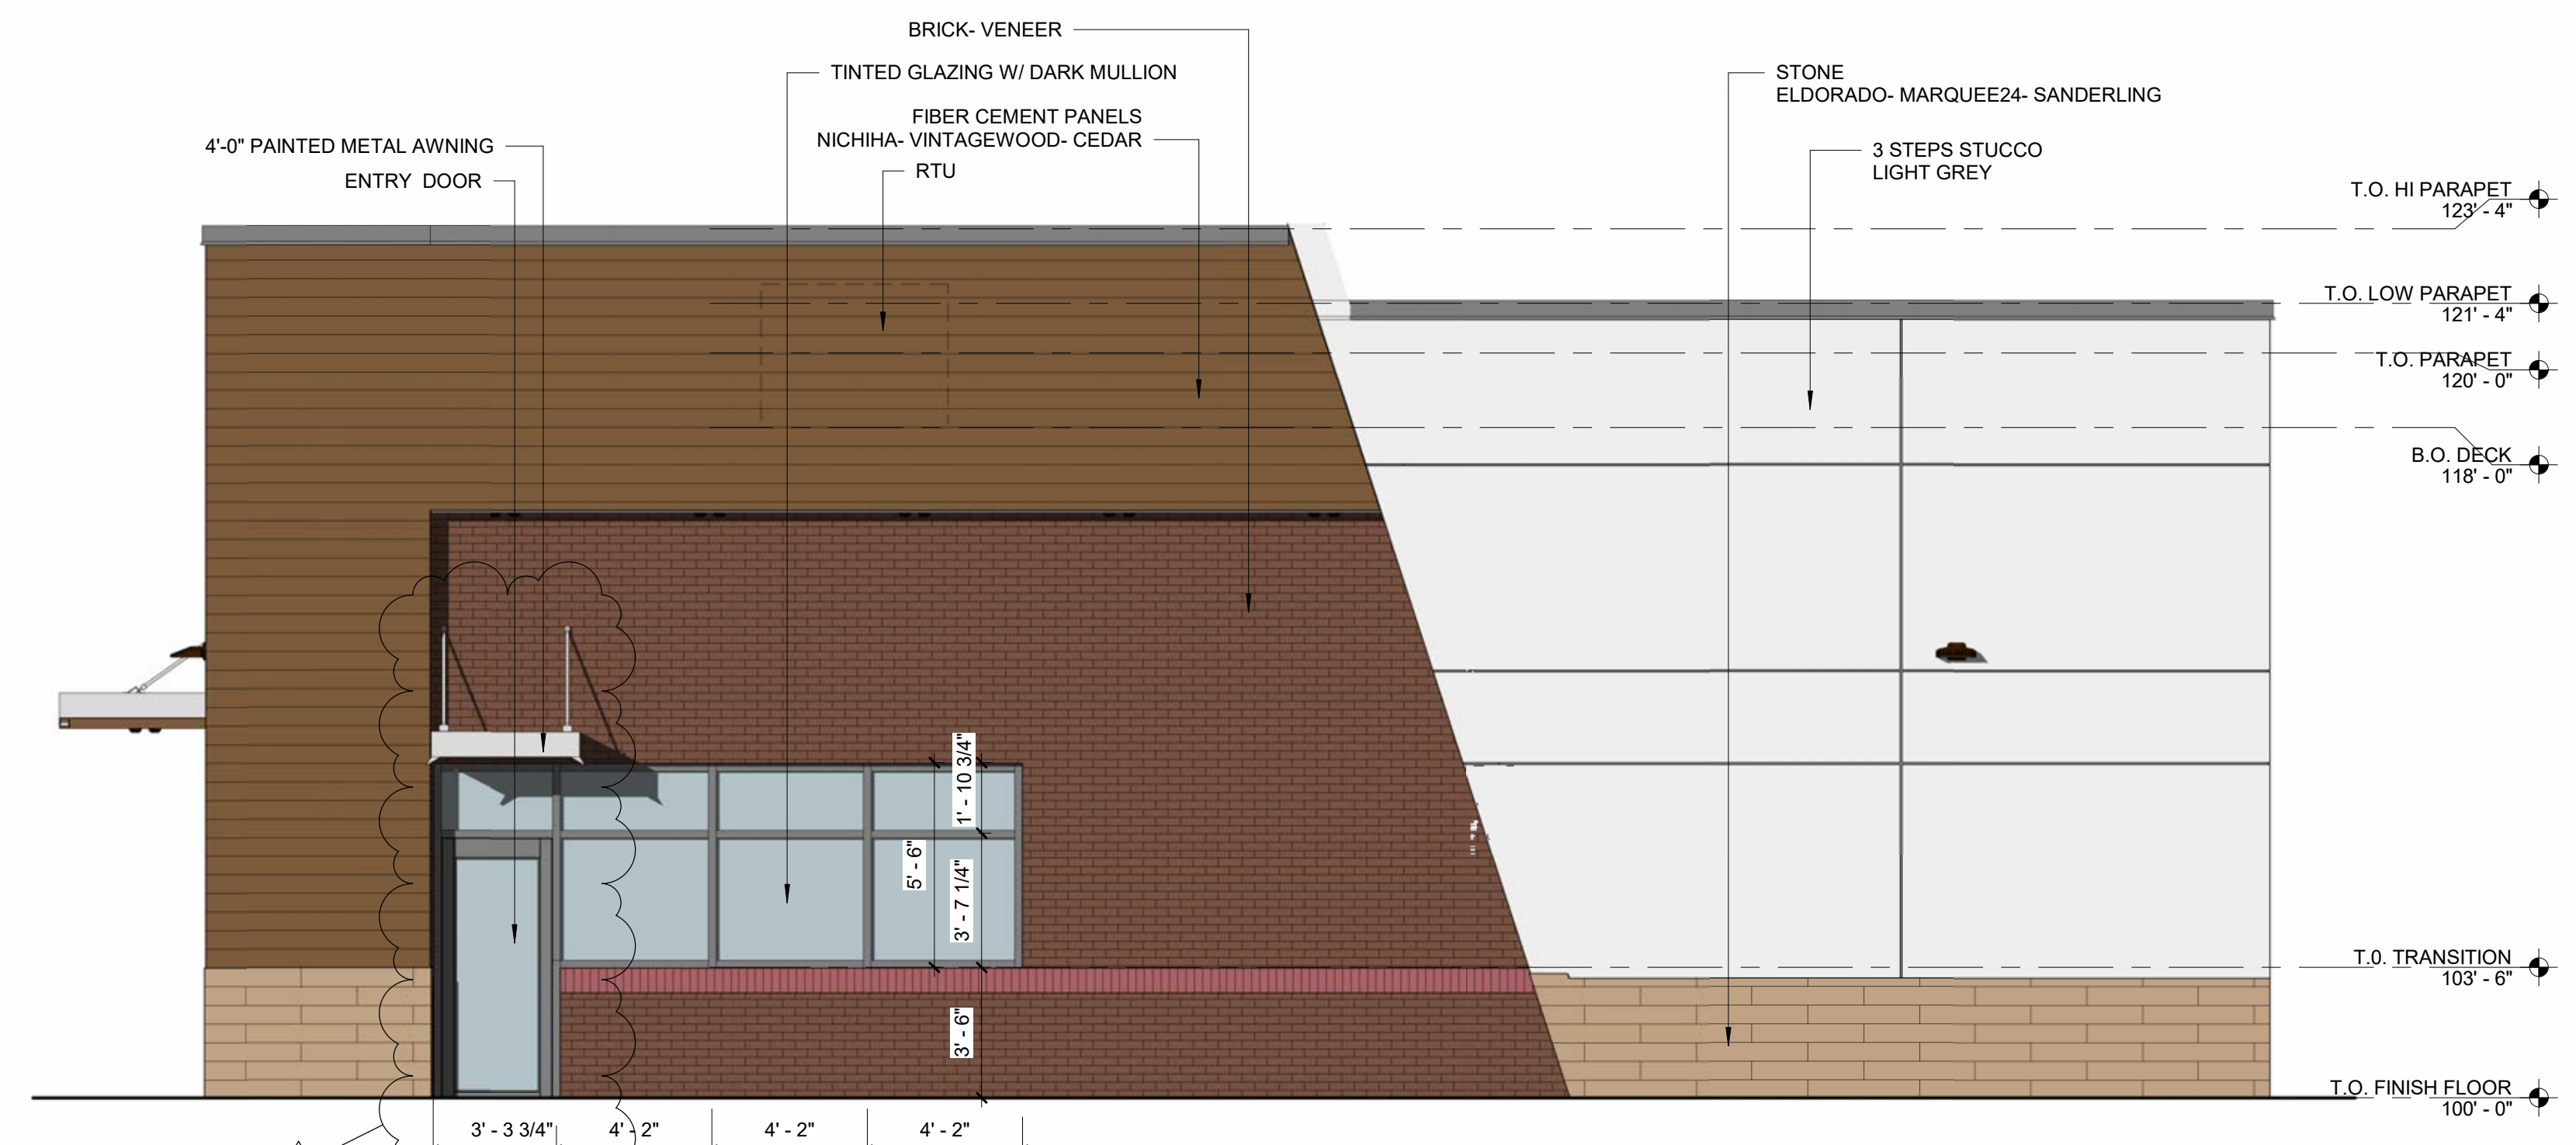 BRICK- VENEER
TINTED GLAZING W/ DARK MULLION
STONE
ELDORADO- MARQUEE24- SANDERLING
FIBER CEMENT PANELS
NICHIHA- VINTAGEWOOD- CEDAR
4'-0" PAINTED METAL AWNING
3 STEPS STUCCO
LIGHT GREY
RTU
ENTRY DOOR
T.O. HI PARAPET
123' - 4"
T.O. LOW PARAPET
121' - 4"
T.O. PARAPET
120' - 0"
B.O. DECK
118' - 0"
1' - 10 3/4"
5' - 6"
3' - 7 1/4"
T.0. TRANSITION
103' - 6"
3' - 6"
T.O. FINISH FLOOR
100' - 0"
3' - 3 3/4"
4' - 2"
4' - 2"
4' - 2"